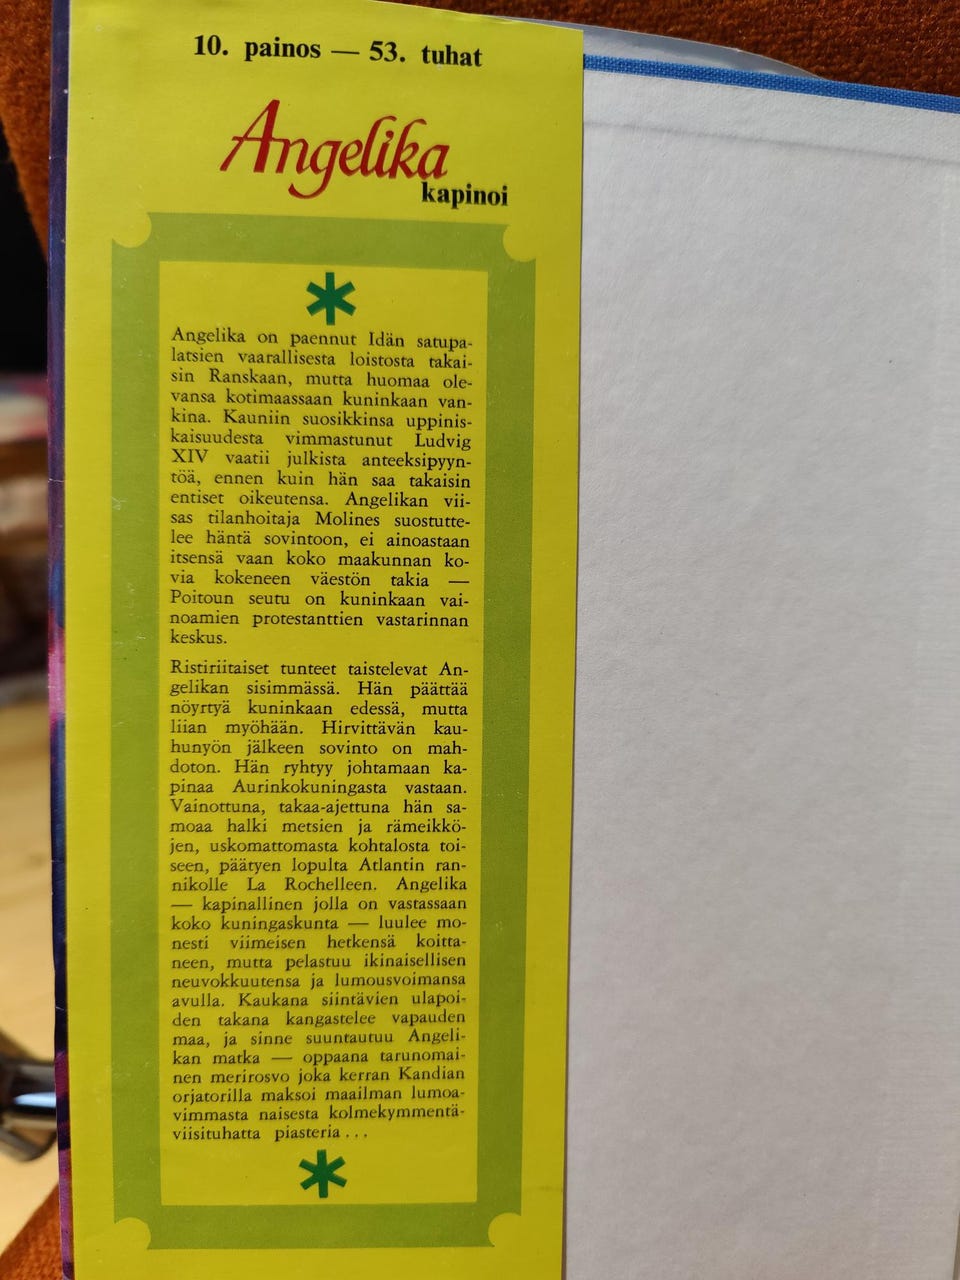 10. painos — 53. tuhat
Angelika
kapinoi
Angelika on paennut Idän satupa-
latsien vaarallisesta loistosta takai-
sin Ranskaan, mutta huomaa ole-
vansa kotimaassaan kuninkaan van-
kina. Kauniin suosikkinsa uppinis-
kaisuudesta vimmastunut Ludvig
XIV vaatii julkista anteeksipyyn-
töä, ennen kuin hän saa takaisin
entiset oikeutensa. Angelikan vii-
sas tilanhoitaja Molines suostutte-
lee häntä sovintoon, ei ainoastaan
itsensä vaan koko maakunnan ko-
via kokeneen väestön takia —
Poitoun seutu on kuninkaan vai-
noamien protestanttien vastarinnan
keskus.
Ristiriitaiset tunteet taistelevat An-
gelikan sisimmässä. Hän päättää
nöyrtyä kuninkaan edessä, mutta
liian myöhään. Hirvittävän kau-
hunyön jälkeen sovinto on mah-
doton. Hän ryhtyy johtamaan ka-
pinaa Aurinkokuningasta vastaan.
Vainottuna, takaa-ajettuna hän sa-
moaa halki metsien ja rämeikkö-
jen, uskomattomasta kohtalosta toi-
seen, päätyen lopulta Atlantin ran-
nikolle La Rochelleen. Angelika
— kapinallinen jolla on vastassaan
koko kuningaskunta — luulee mo-
nesti viimeisen hetkensä koitta-
neen, mutta pelastuu ikinaisellisen
neuvokkuutensa ja lumousvoimansa
avulla. Kaukana siintävien ulapoi-
den takana kangastelee vapauden
maa, ja sinne suuntautuu Angeli-
kan matka — oppaana tarunomai-
nen merirosvo joka kerran Kandian
orjatorilla maksoi maailman lumoa-
vimmasta naisesta kolmekymmentä-
viisituhatta piasteria . . .